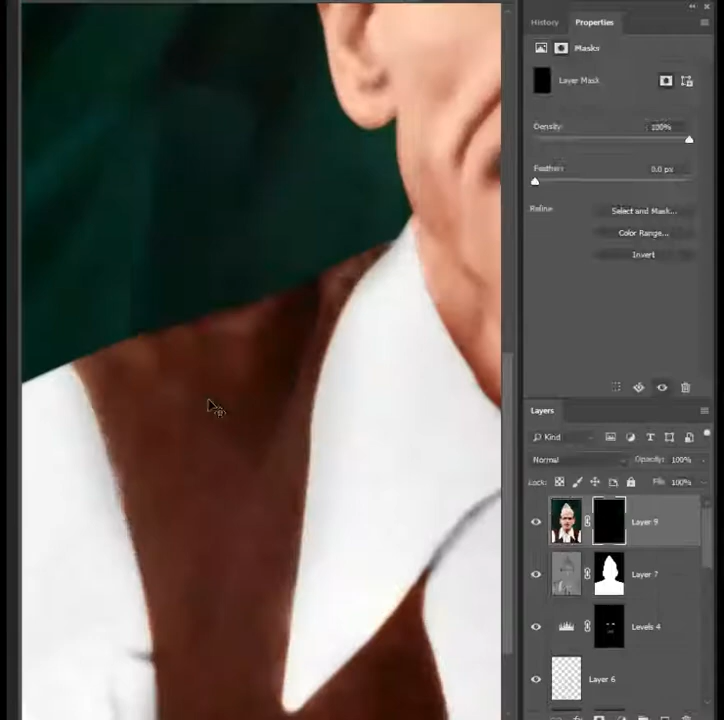 History Properties
Masks
Layer Mask
Density: 100%
Feather: 0.0 px
Refine: Select and Mask...
Color Range...
Invert
Layers
Kind
Normal Opacity: 100%
Lock: Fill: 100%
Layer 9
Layer 7
Levels 4
Layer 6